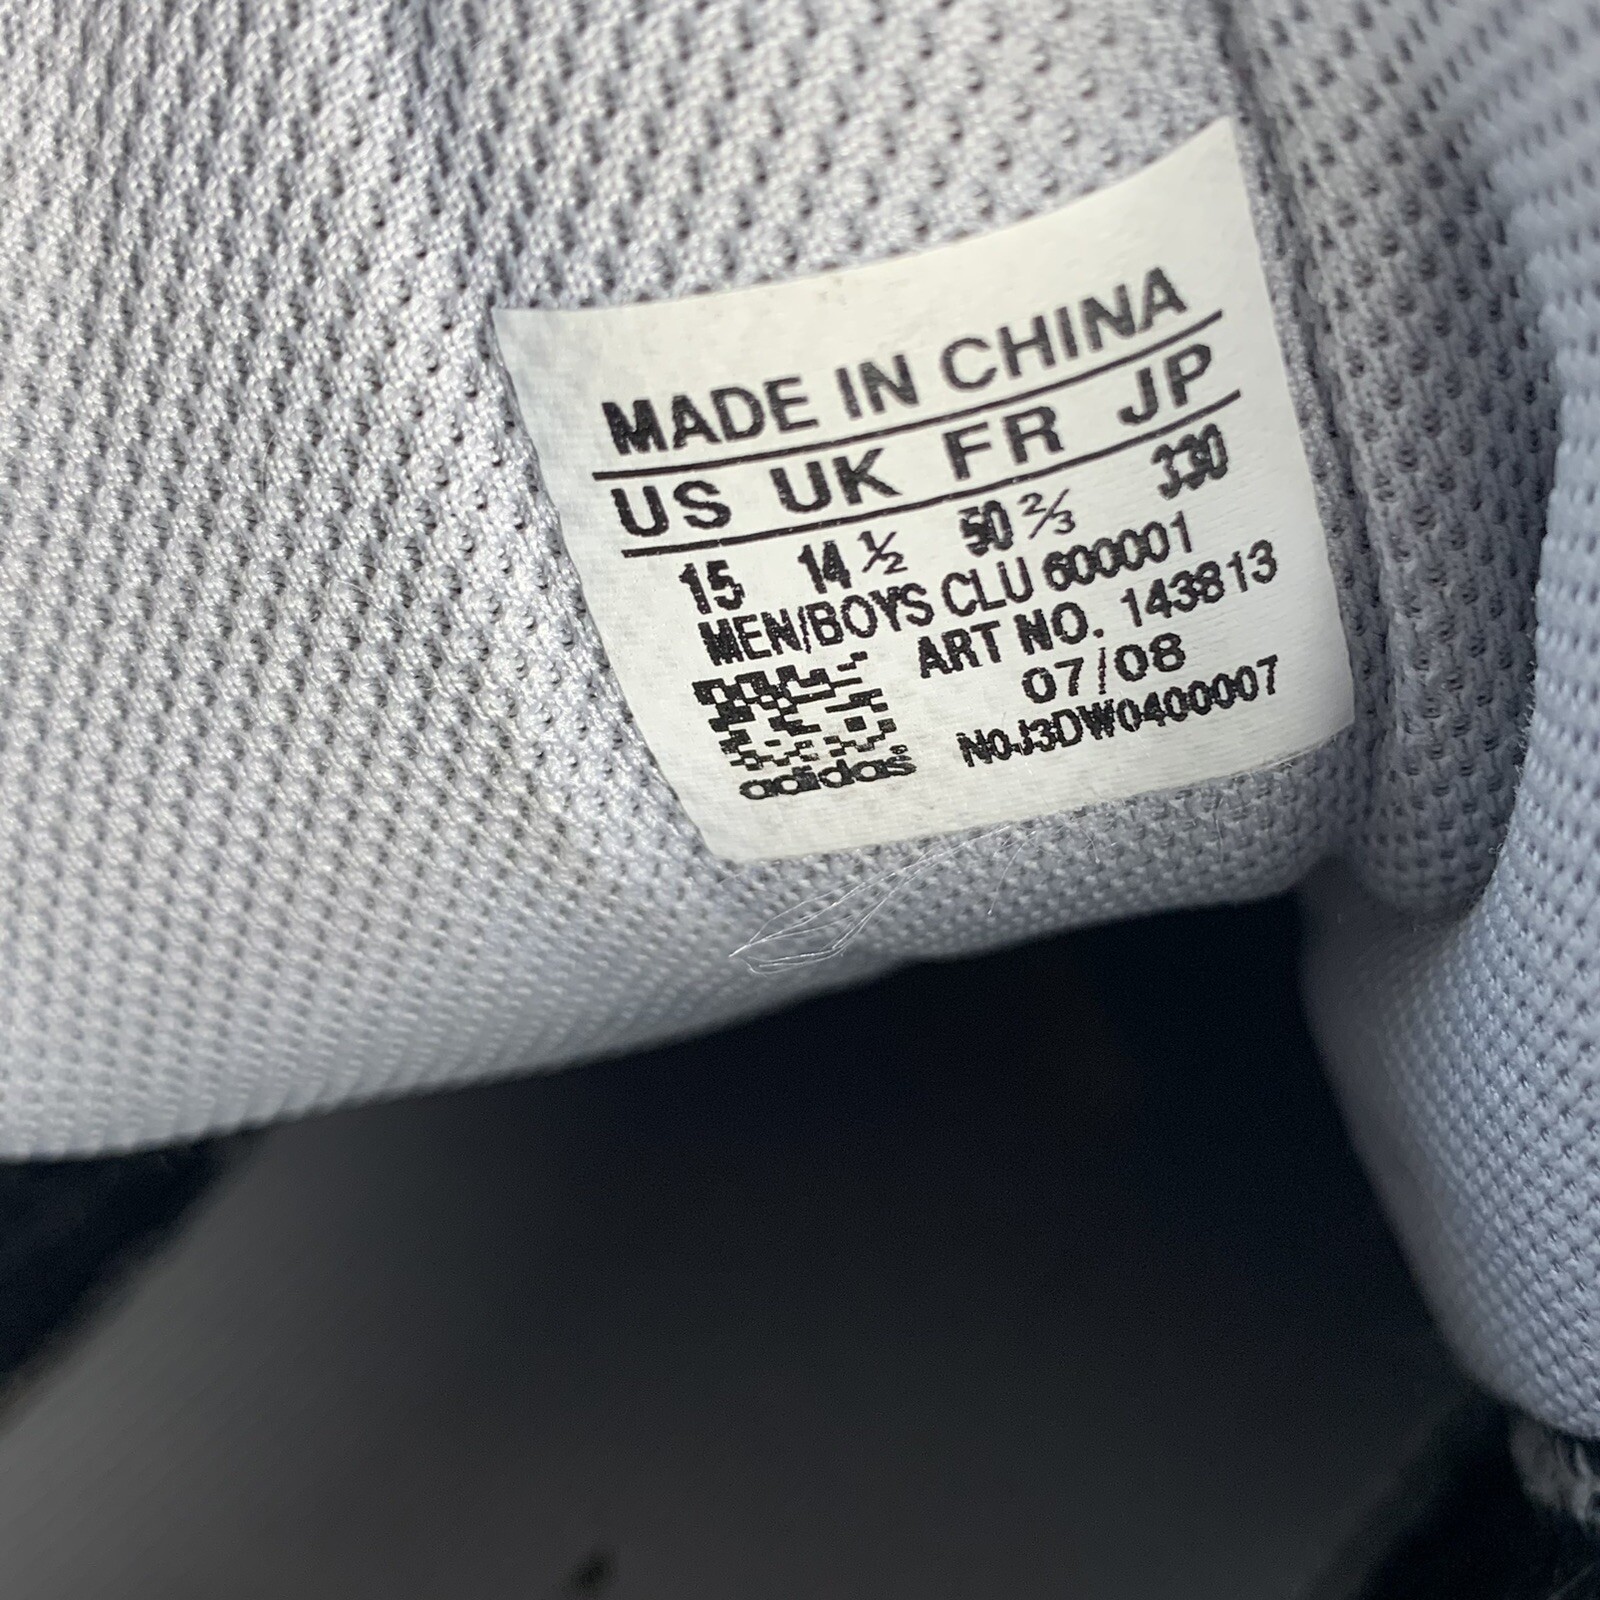 MADE IN CHINA
US UK FR JP
15 14 ½ 50 ⅔ 330
MEN/BOYS CLU 600001
ART NO. 143813
07/08
N0J3DW0400007
adidas®